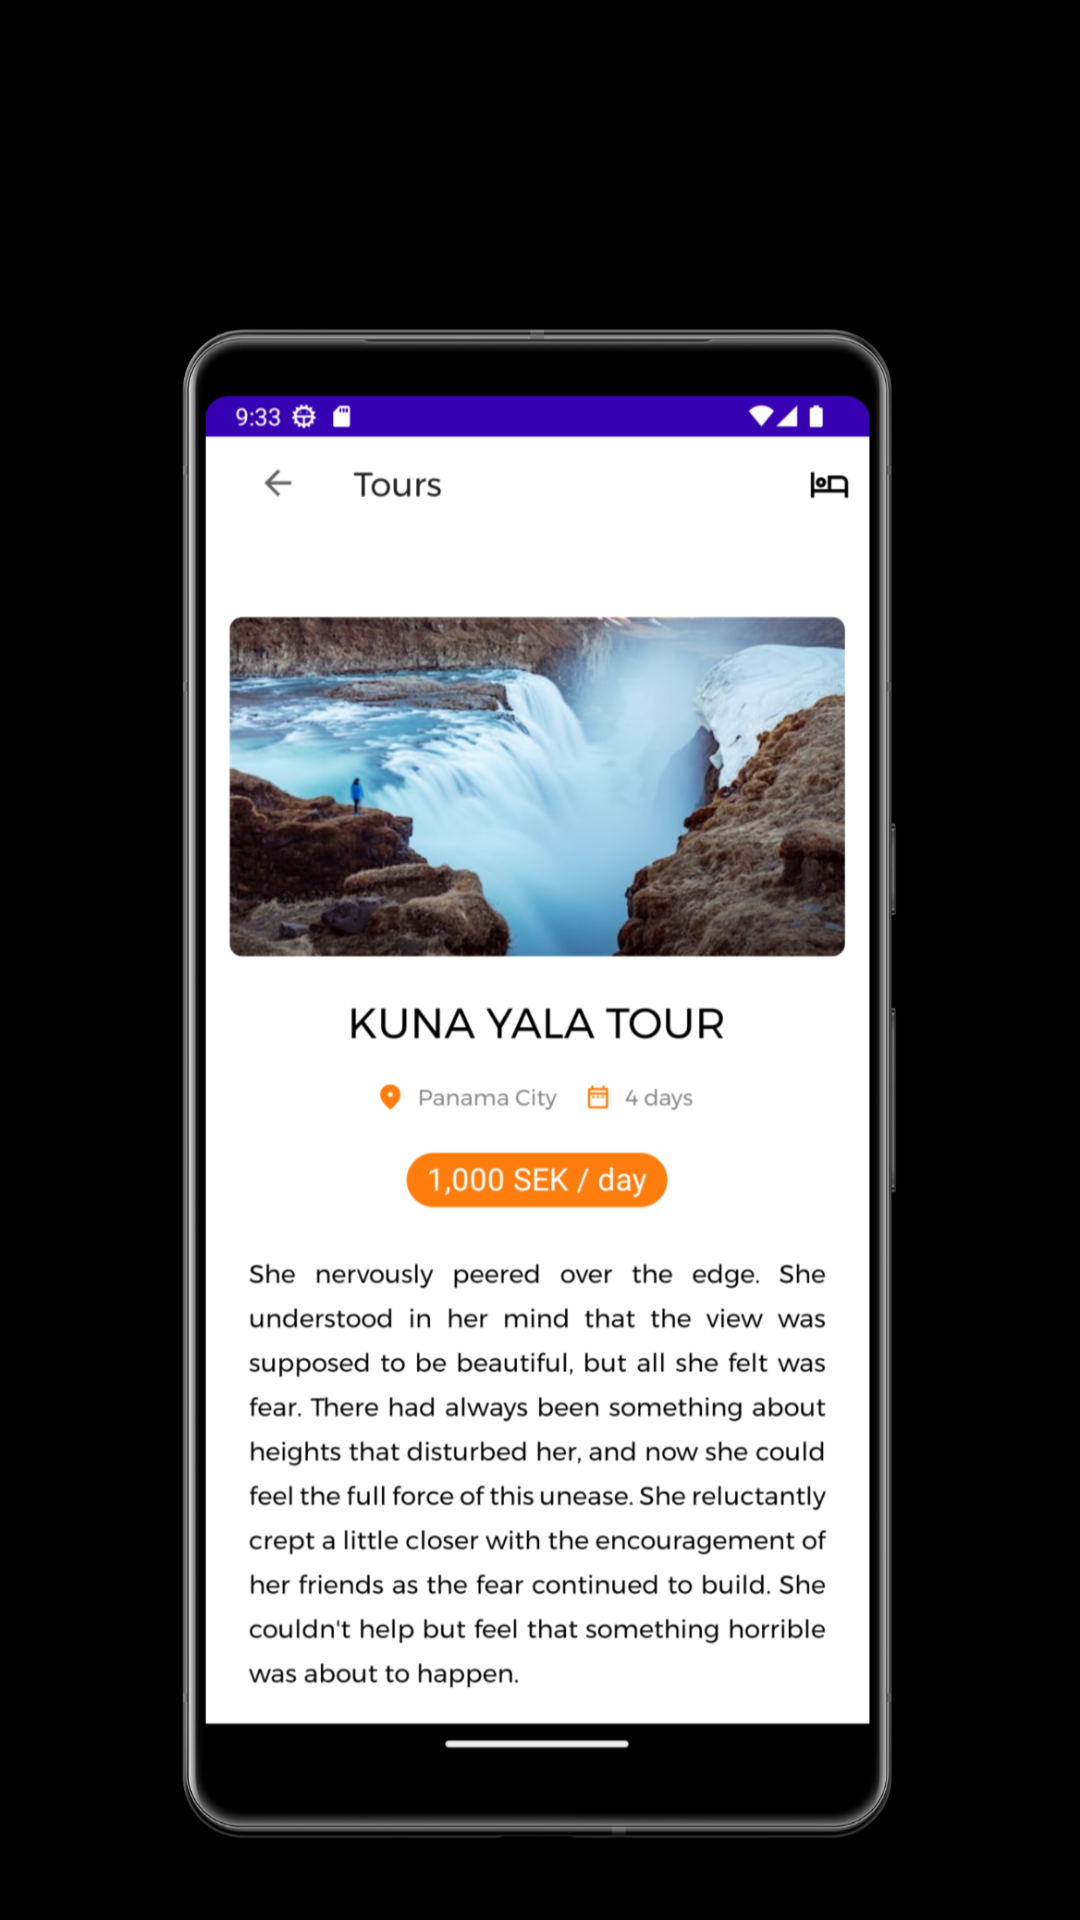 9:33
Tours
KUNA YALA TOUR
Panama City 4 days
1,000 SEK / day
She nervously peered over the edge. She
understood in her mind that the view was
supposed to be beautiful, but all she felt was
fear. There had always been something about
heights that disturbed her, and now she could
feel the full force of this unease. She reluctantly
crept a little closer with the encouragement of
her friends as the fear continued to build. She
couldn't help but feel that something horrible
was about to happen.